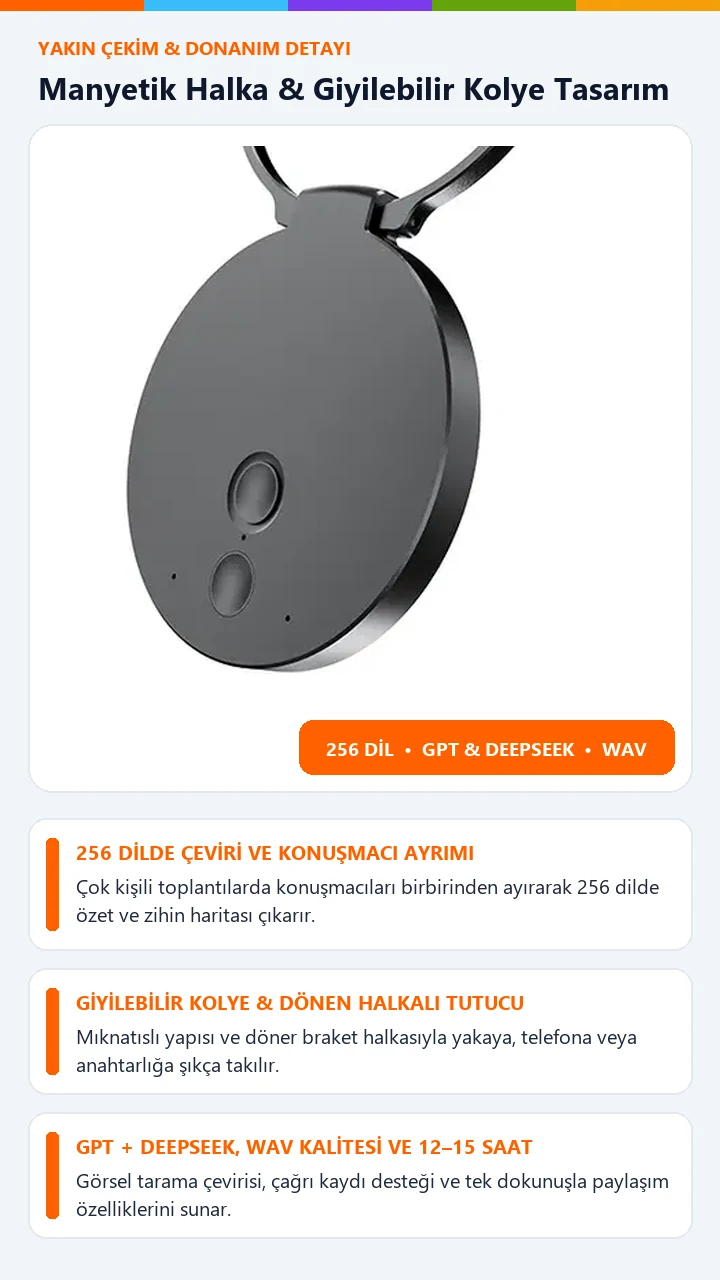 YAKIN ÇEKİM & DONANIM DETAYI
Manyetik Halka & Giyilebilir Kolye Tasarım
256 DİL • GPT & DEEPSEEK • WAV
256 DİLDE ÇEVİRİ VE KONUŞMACI AYRIMI
Çok kişili toplantılarda konuşmacıları birbirinden ayırarak 256 dilde
özet ve zihin haritası çıkarır.
GİYİLEBİLİR KOLYE & DÖNEN HALKALI TUTUCU
Mıknatıslı yapısı ve döner braket halkasıyla yakaya, telefona veya
anahtarlığa şıkça takılır.
GPT + DEEPSEEK, WAV KALİTESİ VE 12–15 SAAT
Görsel tarama çevirisi, çağrı kaydı desteği ve tek dokunuşla paylaşım
özelliklerini sunar.